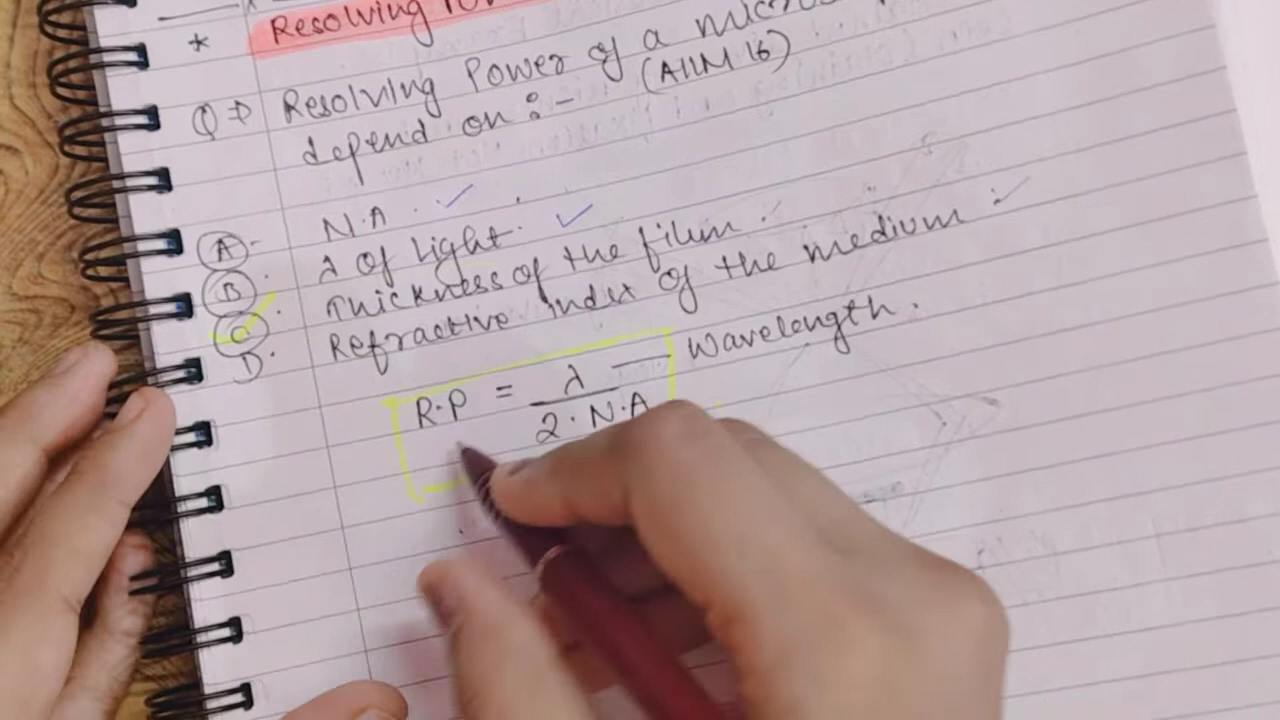 * Resolving
Q⇒ Resolving Power of a
depend on :- (AIIM 16)
A- N.A ✓
B. λ of light. ✓
C. Thickness of the film.
D. Refractive index of the medium ✓
R.P = λ / 2.N.A — Wavelength.